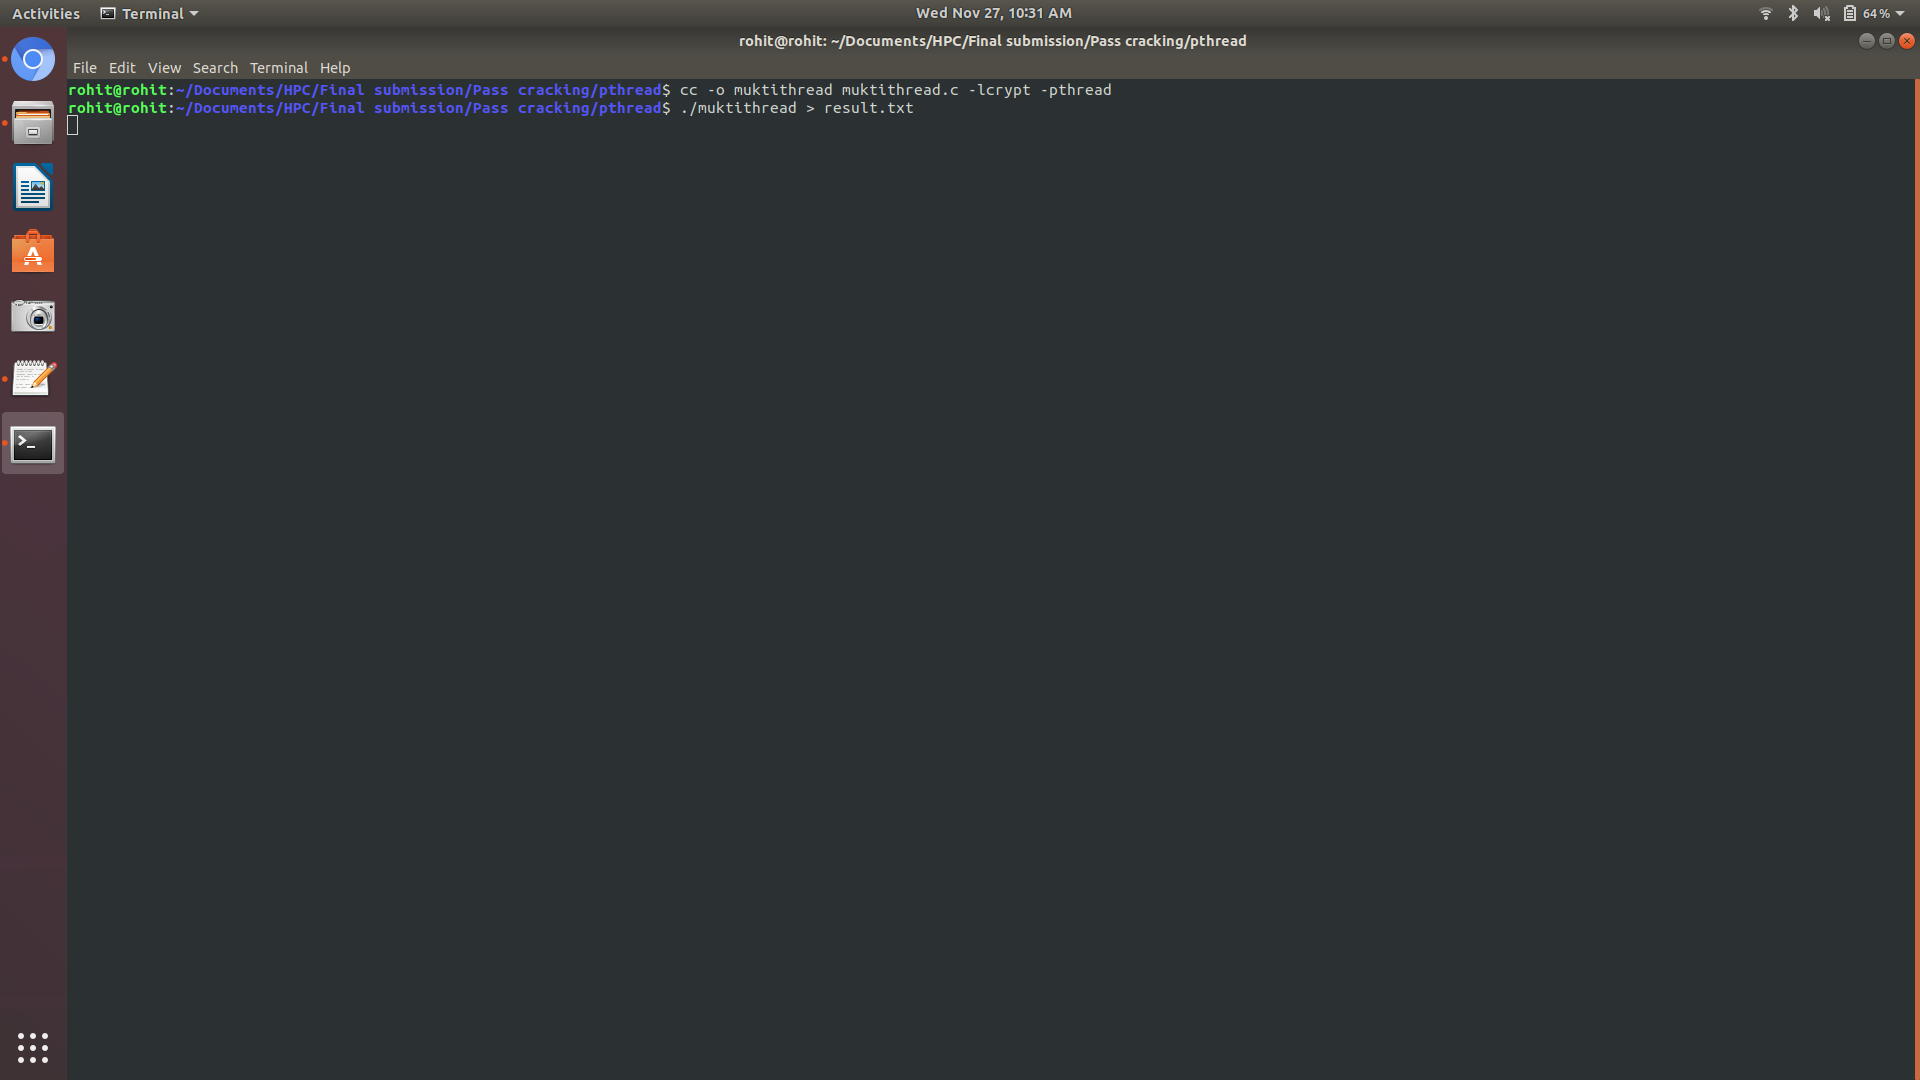 Activities Terminal Wed Nov 27, 10:31 AM 64 %
rohit@rohit: ~/Documents/HPC/Final submission/Pass cracking/pthread
File Edit View Search Terminal Help
rohit@rohit:~/Documents/HPC/Final submission/Pass cracking/pthread$ cc -o muktithread muktithread.c -lcrypt -pthread
rohit@rohit:~/Documents/HPC/Final submission/Pass cracking/pthread$ ./muktithread > result.txt